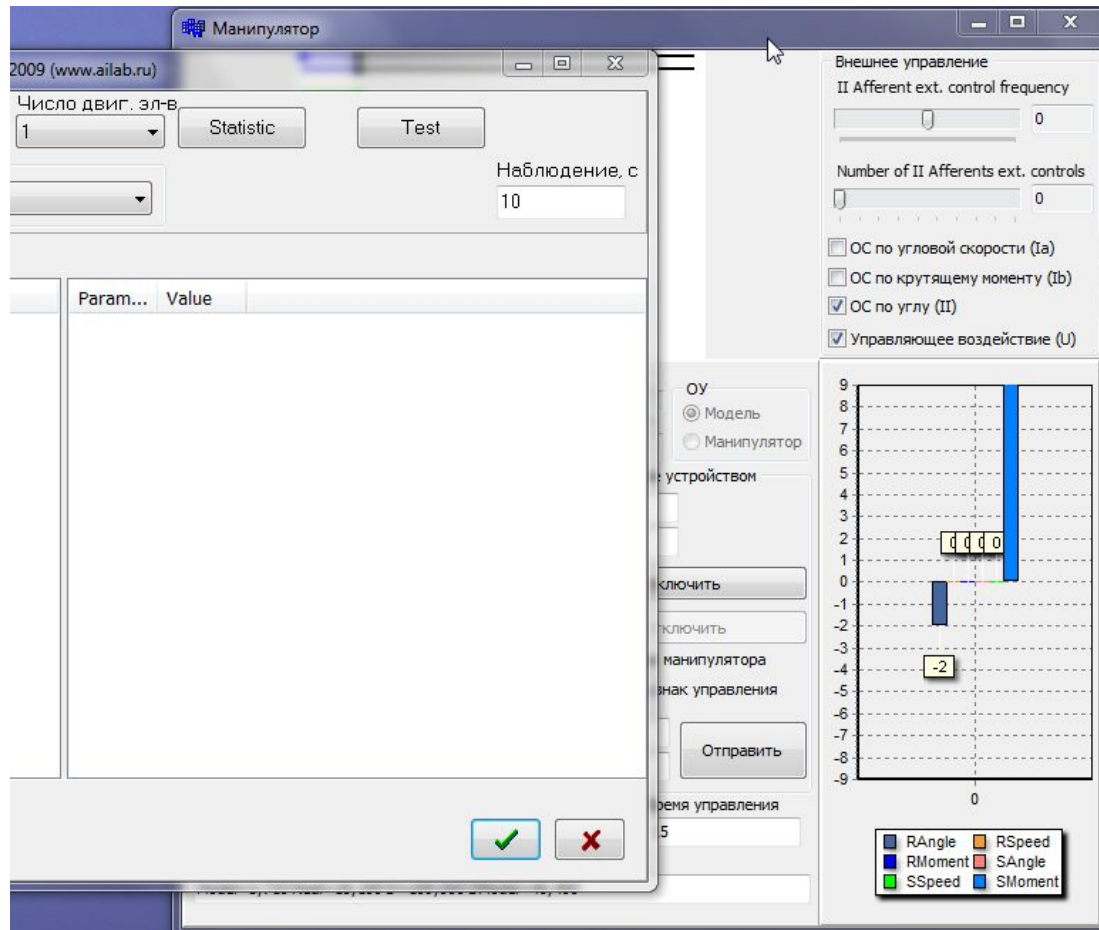 Манипулятор
2009 (www.ailab.ru)
Число двиг. эл-в
1
Statistic
Test
Наблюдение, с
10
Param...
Value
Внешнее управление
II Afferent ext. control frequency
0
Number of II Afferents ext. controls
0
ОС по угловой скорости (Ia)
ОС по крутящему моменту (Ib)
ОС по углу (II)
Управляющее воздействие (U)
ОУ
Модель
Манипулятор
устройством
ключить
ключить
манипулятора
знак управления
Отправить
ремя управления
5
9
8
7
6
5
4
3
2
1
0
-1
-2
-3
-4
-5
-6
-7
-8
-9
0
-2
0
RAngle
RSpeed
RMoment
SAngle
SSpeed
SMoment